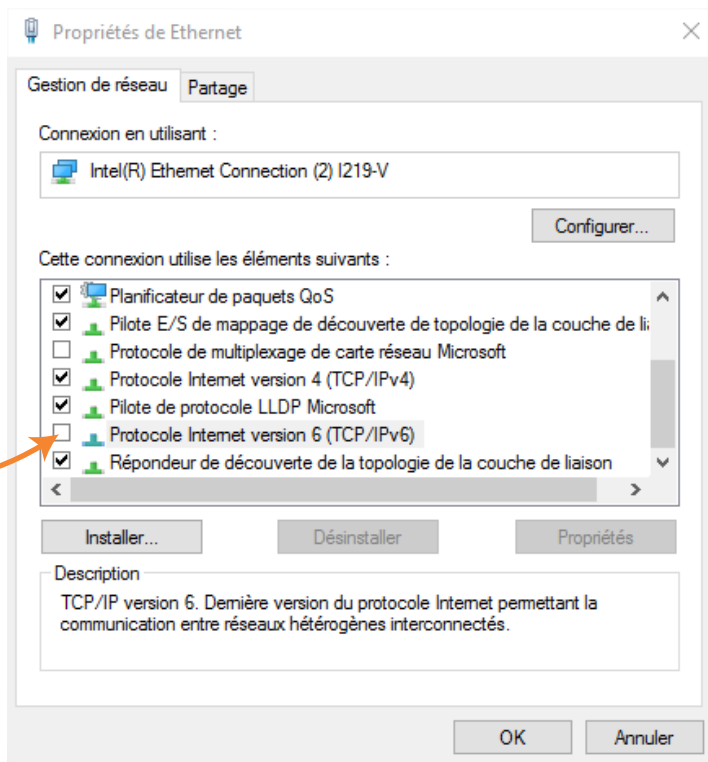 Propriétés de Ethernet
Gestion de réseau
Partage
Connexion en utilisant :
Intel(R) Ethernet Connection (2) I219-V
Configurer...
Cette connexion utilise les éléments suivants :
Planificateur de paquets QoS
Pilote E/S de mappage de découverte de topologie de la couche de li
Protocole de multiplexage de carte réseau Microsoft
Protocole Internet version 4 (TCP/IPv4)
Pilote de protocole LLDP Microsoft
Protocole Internet version 6 (TCP/IPv6)
Répondeur de découverte de la topologie de la couche de liaison
Installer...
Désinstaller
Propriétés
Description
TCP/IP version 6. Dernière version du protocole Internet permettant la
communication entre réseaux hétérogènes interconnectés.
OK
Annuler